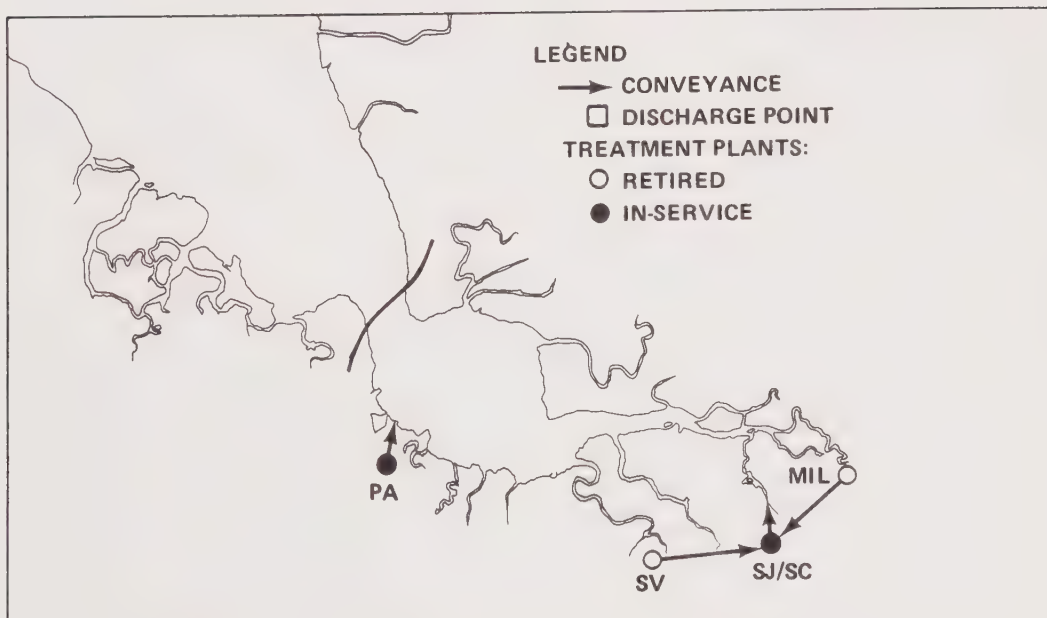 LEGEND
CONVEYANCE
DISCHARGE POINT
TREATMENT PLANTS:
RETIRED
IN-SERVICE
PA
MIL
SV
SJ/SC